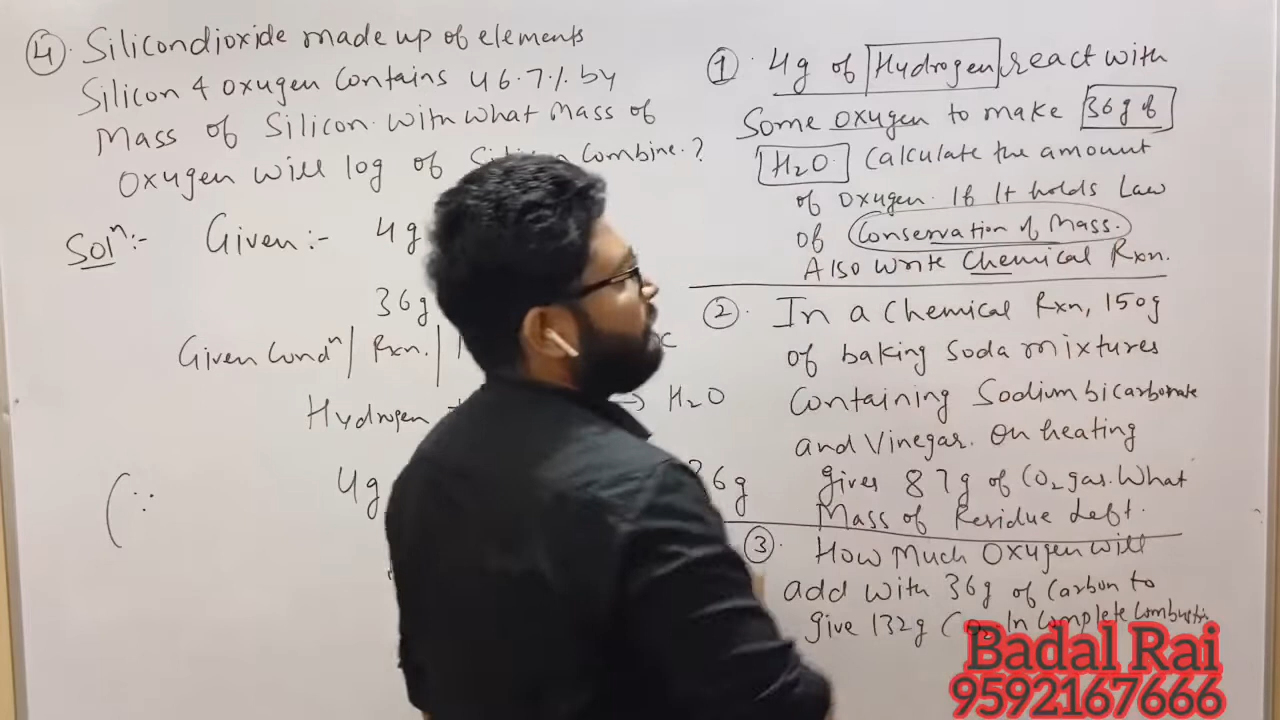 ④. Silicondioxide made up of elements
Silicon & oxygen Contains 46.7% by
Mass of Silicon. with what Mass of
Oxygen will 10g of Combine.?
Solⁿ:- Given:- 4g
36g
Given Condⁿ/ Rxn.
Hydrogen → H₂O
(∵ 4g 36g
①. 4g of Hydrogen react with
Some oxygen to make 36g of
H₂O. Calculate the amount
of oxygen. If It holds Law
of Conservation of Mass.
Also write Chemical Rxn.
②. In a Chemical Rxn, 150g
of baking Soda mixtures
Containing Sodium bicarbonate
and Vinegar. On heating
gives 87g of CO₂ gas. What
Mass of Residue Left.
③. How Much Oxygen will
add with 36g of Carbon to
give 132g CO₂ In Complete
Badal Rai
9592167666